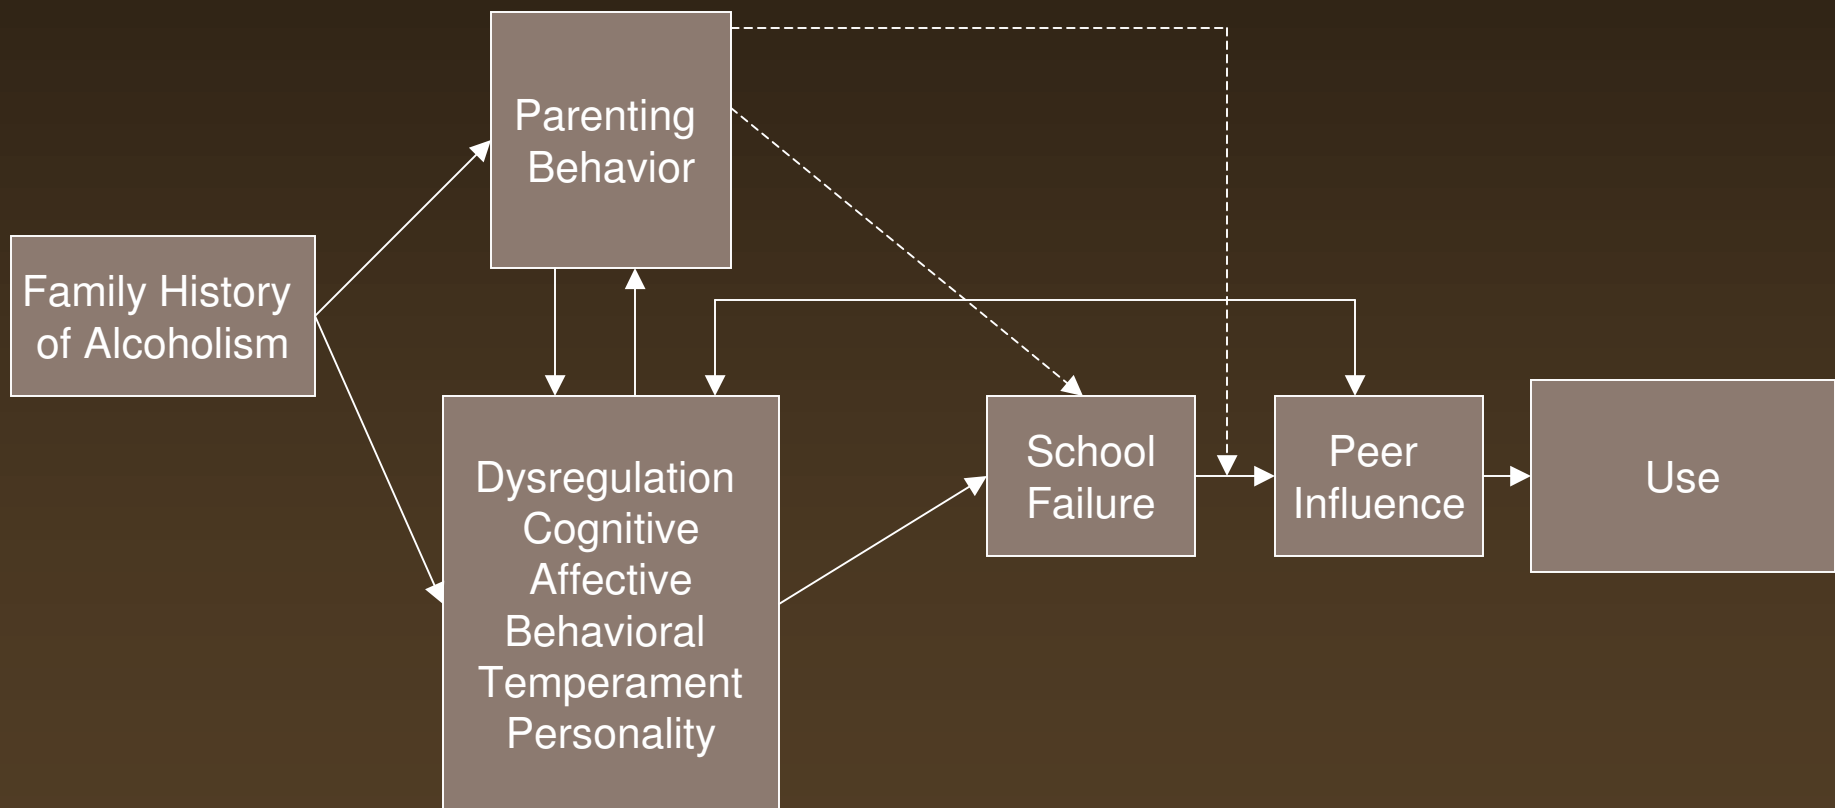 Parenting
Behavior
Family History
of Alcoholism
Dysregulation
Cognitive
Affective
Behavioral
Temperament
Personality
School
Failure
Peer
Influence
Use